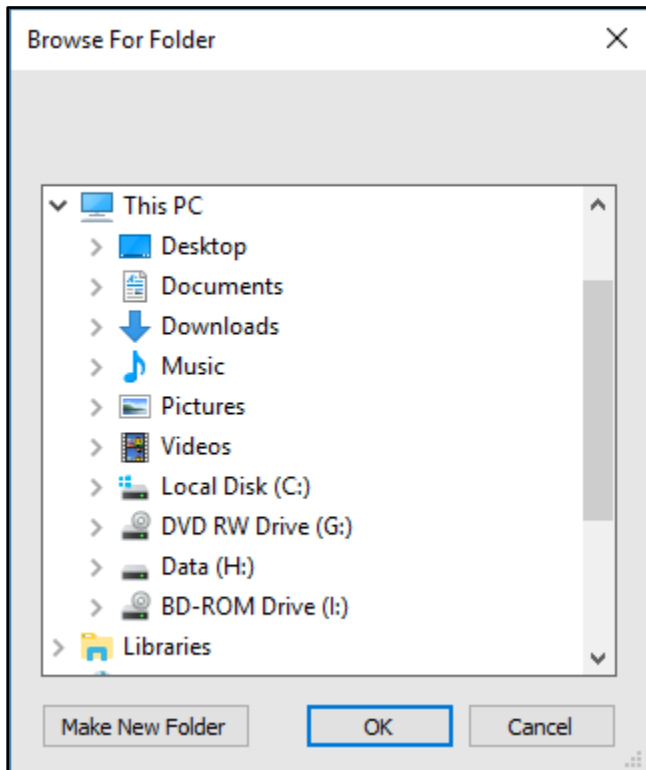 Browse For Folder
This PC
Desktop
Documents
Downloads
Music
Pictures
Videos
Local Disk (C:)
DVD RW Drive (G:)
Data (H:)
BD-ROM Drive (I:)
Libraries
Make New Folder
OK
Cancel